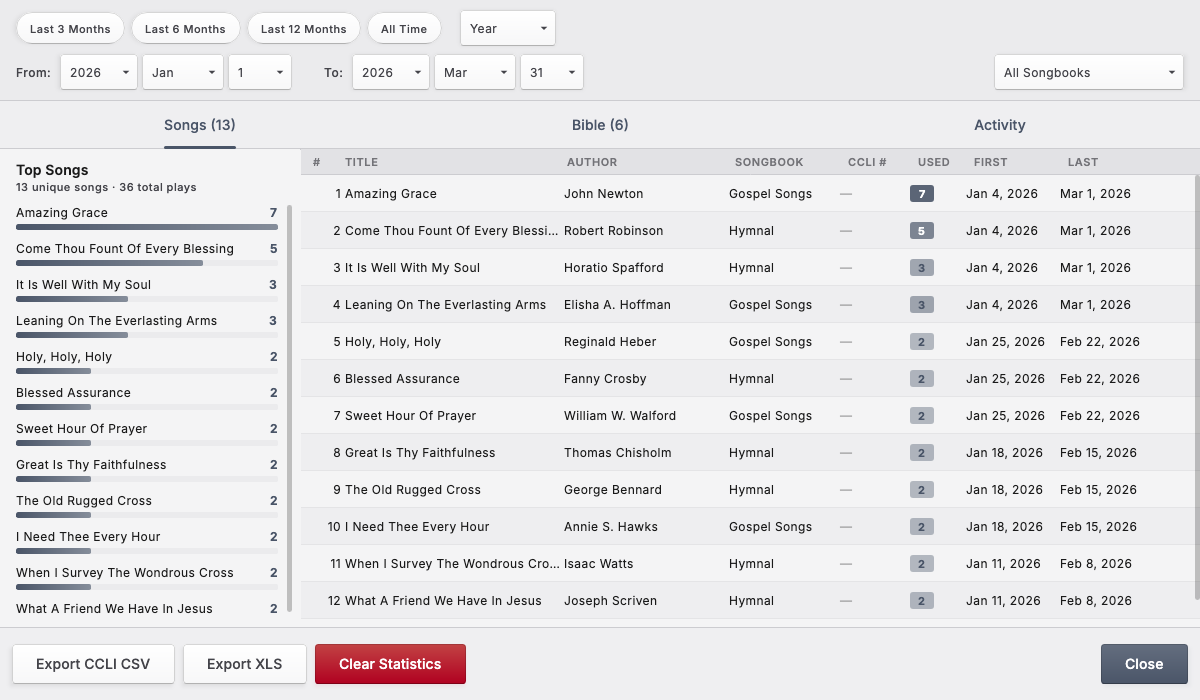 Last 3 Months Last 6 Months Last 12 Months All Time Year
From: 2026 Jan 1 To: 2026 Mar 31 All Songbooks
Songs (13) Bible (6) Activity
Top Songs
13 unique songs · 36 total plays
Amazing Grace 7
Come Thou Fount Of Every Blessing 5
It Is Well With My Soul 3
Leaning On The Everlasting Arms 3
Holy, Holy, Holy 2
Blessed Assurance 2
Sweet Hour Of Prayer 2
Great Is Thy Faithfulness 2
The Old Rugged Cross 2
I Need Thee Every Hour 2
When I Survey The Wondrous Cross 2
What A Friend We Have In Jesus 2
# TITLE AUTHOR SONGBOOK CCLI # USED FIRST LAST
1 Amazing Grace John Newton Gospel Songs — 7 Jan 4, 2026 Mar 1, 2026
2 Come Thou Fount Of Every Blessi... Robert Robinson Hymnal — 5 Jan 4, 2026 Mar 1, 2026
3 It Is Well With My Soul Horatio Spafford Hymnal — 3 Jan 4, 2026 Mar 1, 2026
4 Leaning On The Everlasting Arms Elisha A. Hoffman Gospel Songs — 3 Jan 4, 2026 Mar 1, 2026
5 Holy, Holy, Holy Reginald Heber Gospel Songs — 2 Jan 25, 2026 Feb 22, 2026
6 Blessed Assurance Fanny Crosby Hymnal — 2 Jan 25, 2026 Feb 22, 2026
7 Sweet Hour Of Prayer William W. Walford Gospel Songs — 2 Jan 25, 2026 Feb 22, 2026
8 Great Is Thy Faithfulness Thomas Chisholm Hymnal — 2 Jan 18, 2026 Feb 15, 2026
9 The Old Rugged Cross George Bennard Hymnal — 2 Jan 18, 2026 Feb 15, 2026
10 I Need Thee Every Hour Annie S. Hawks Gospel Songs — 2 Jan 18, 2026 Feb 15, 2026
11 When I Survey The Wondrous Cro... Isaac Watts Hymnal — 2 Jan 11, 2026 Feb 8, 2026
12 What A Friend We Have In Jesus Joseph Scriven Hymnal — 2 Jan 11, 2026 Feb 8, 2026
Export CCLI CSV Export XLS Clear Statistics Close